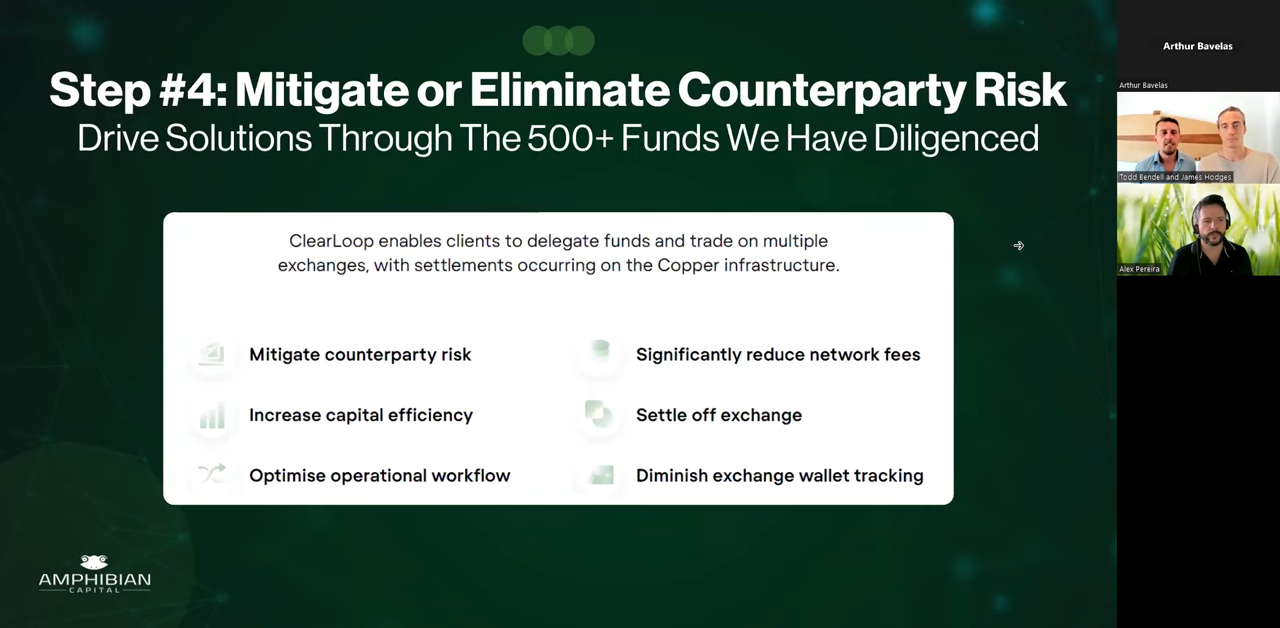 Step #4: Mitigate or Eliminate Counterparty Risk
Drive Solutions Through The 500+ Funds We Have Diligenced
ClearLoop enables clients to delegate funds and trade on multiple
exchanges, with settlements occurring on the Copper infrastructure.
Mitigate counterparty risk
Significantly reduce network fees
Increase capital efficiency
Settle off exchange
Optimise operational workflow
Diminish exchange wallet tracking
AMPHIBIAN
CAPITAL
Arthur Bavelas
Arthur Bavelas
Todd Bendell and James Hodges
Alex Pereira